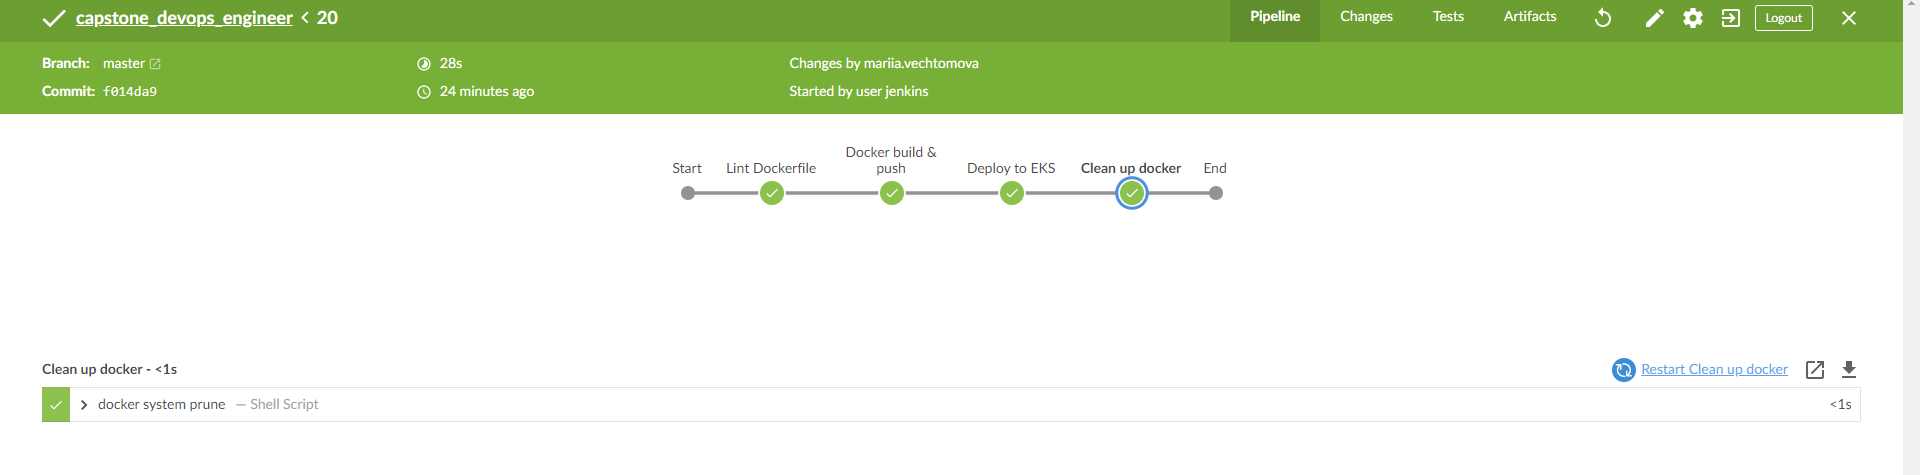 capstone_devops_engineer < 20
Pipeline Changes Tests Artifacts Logout
Branch: master 28s Changes by mariia.vechtomova
Commit: f014da9 24 minutes ago Started by user jenkins
Start Lint Dockerfile Docker build & push Deploy to EKS Clean up docker End
Clean up docker - <1s Restart Clean up docker
docker system prune — Shell Script <1s